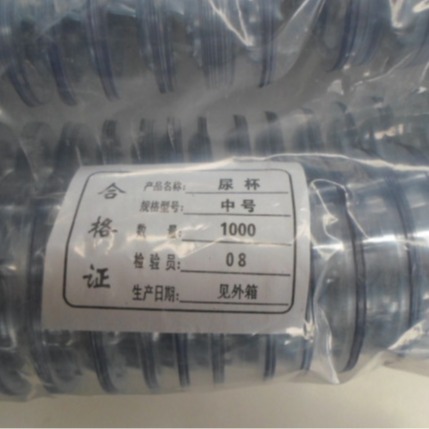 合格证
产品名称: 尿杯
规格型号: 中号
数量: 1000
检验员: 08
生产日期: 见外箱